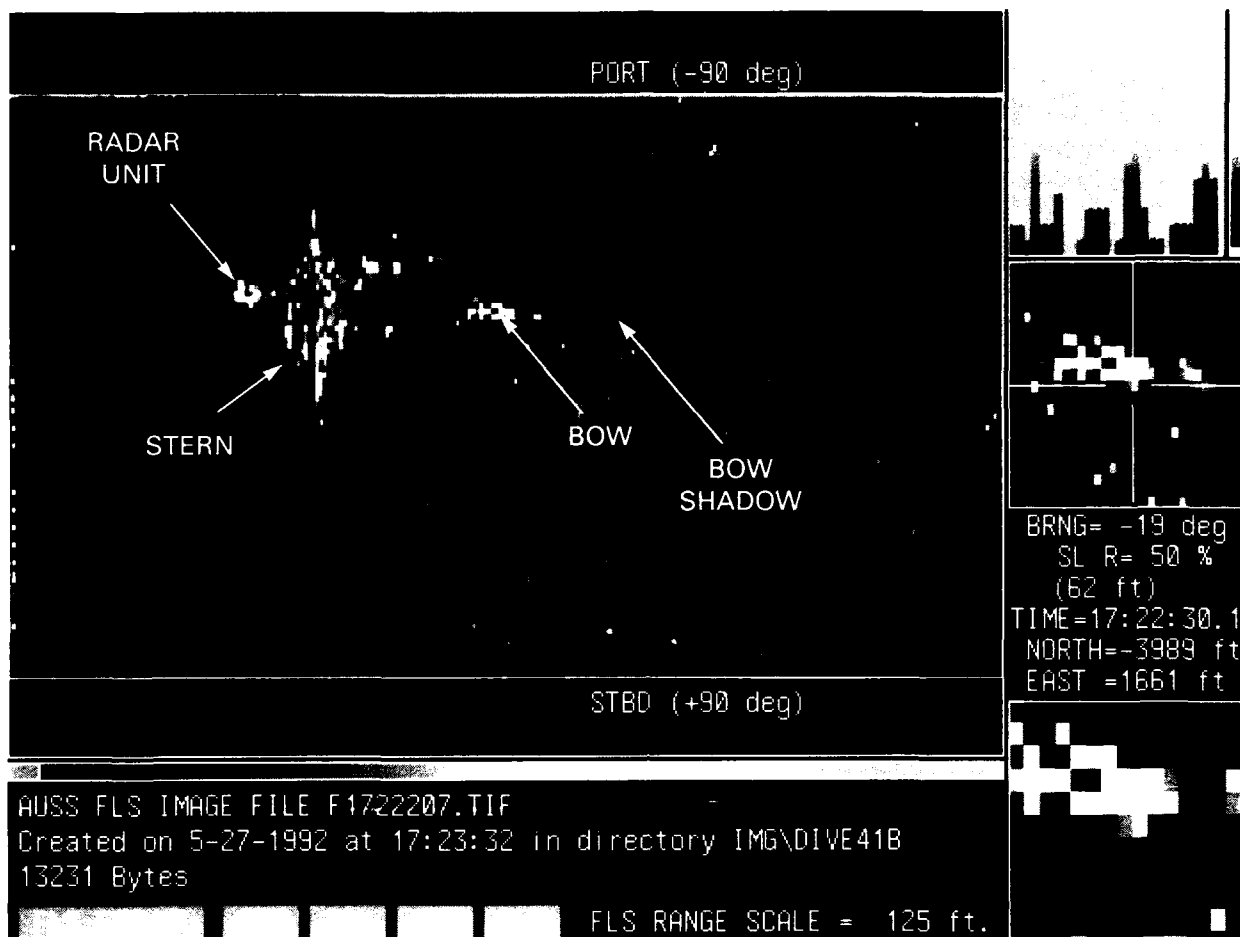 PORT (-90 deg)
RADAR
UNIT
STERN
BOW
BOW
SHADOW
BRNG= -19 deg
SL R= 50 %
(62 ft)
TIME=17:22:30.1
NORTH=-3989 ft
EAST =1661 ft
STBD (+90 deg)
AUSS FLS IMAGE FILE F1722207.TIF
Created on 5-27-1992 at 17:23:32 in directory IMG\DIVE41B
13231 Bytes
FLS RANGE SCALE = 125 ft.